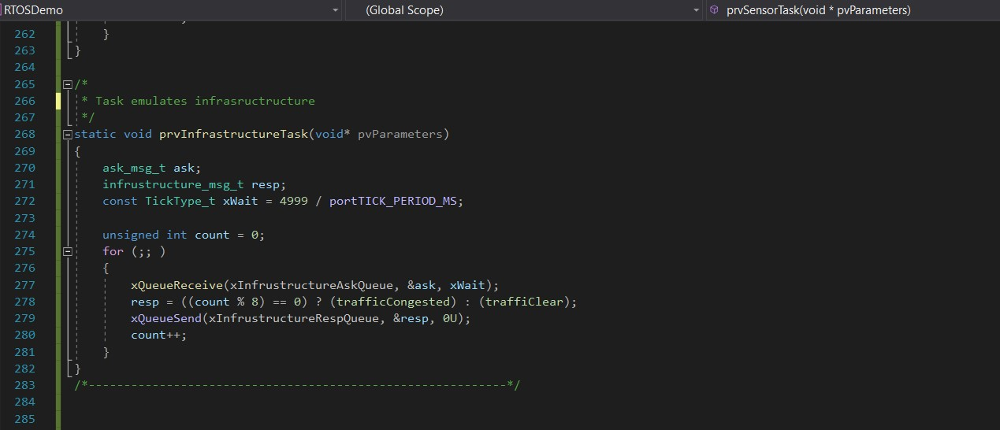 RTOSDemo (Global Scope) prvSensorTask(void * pvParameters)
262 }
263 }
264
265 /*
266 * Task emulates infrasructructure
267 */
268 static void prvInfrastructureTask(void* pvParameters)
269 {
270 ask_msg_t ask;
271 infrustructure_msg_t resp;
272 const TickType_t xWait = 4999 / portTICK_PERIOD_MS;
273
274 unsigned int count = 0;
275 for (;; )
276 {
277 xQueueReceive(xInfrustructureAskQueue, &ask, xWait);
278 resp = ((count % 8) == 0) ? (trafficCongested) : (traffiClear);
279 xQueueSend(xInfrustructureRespQueue, &resp, 0U);
280 count++;
281 }
282 }
283 /*-----------------------------------------------------------*/
284
285